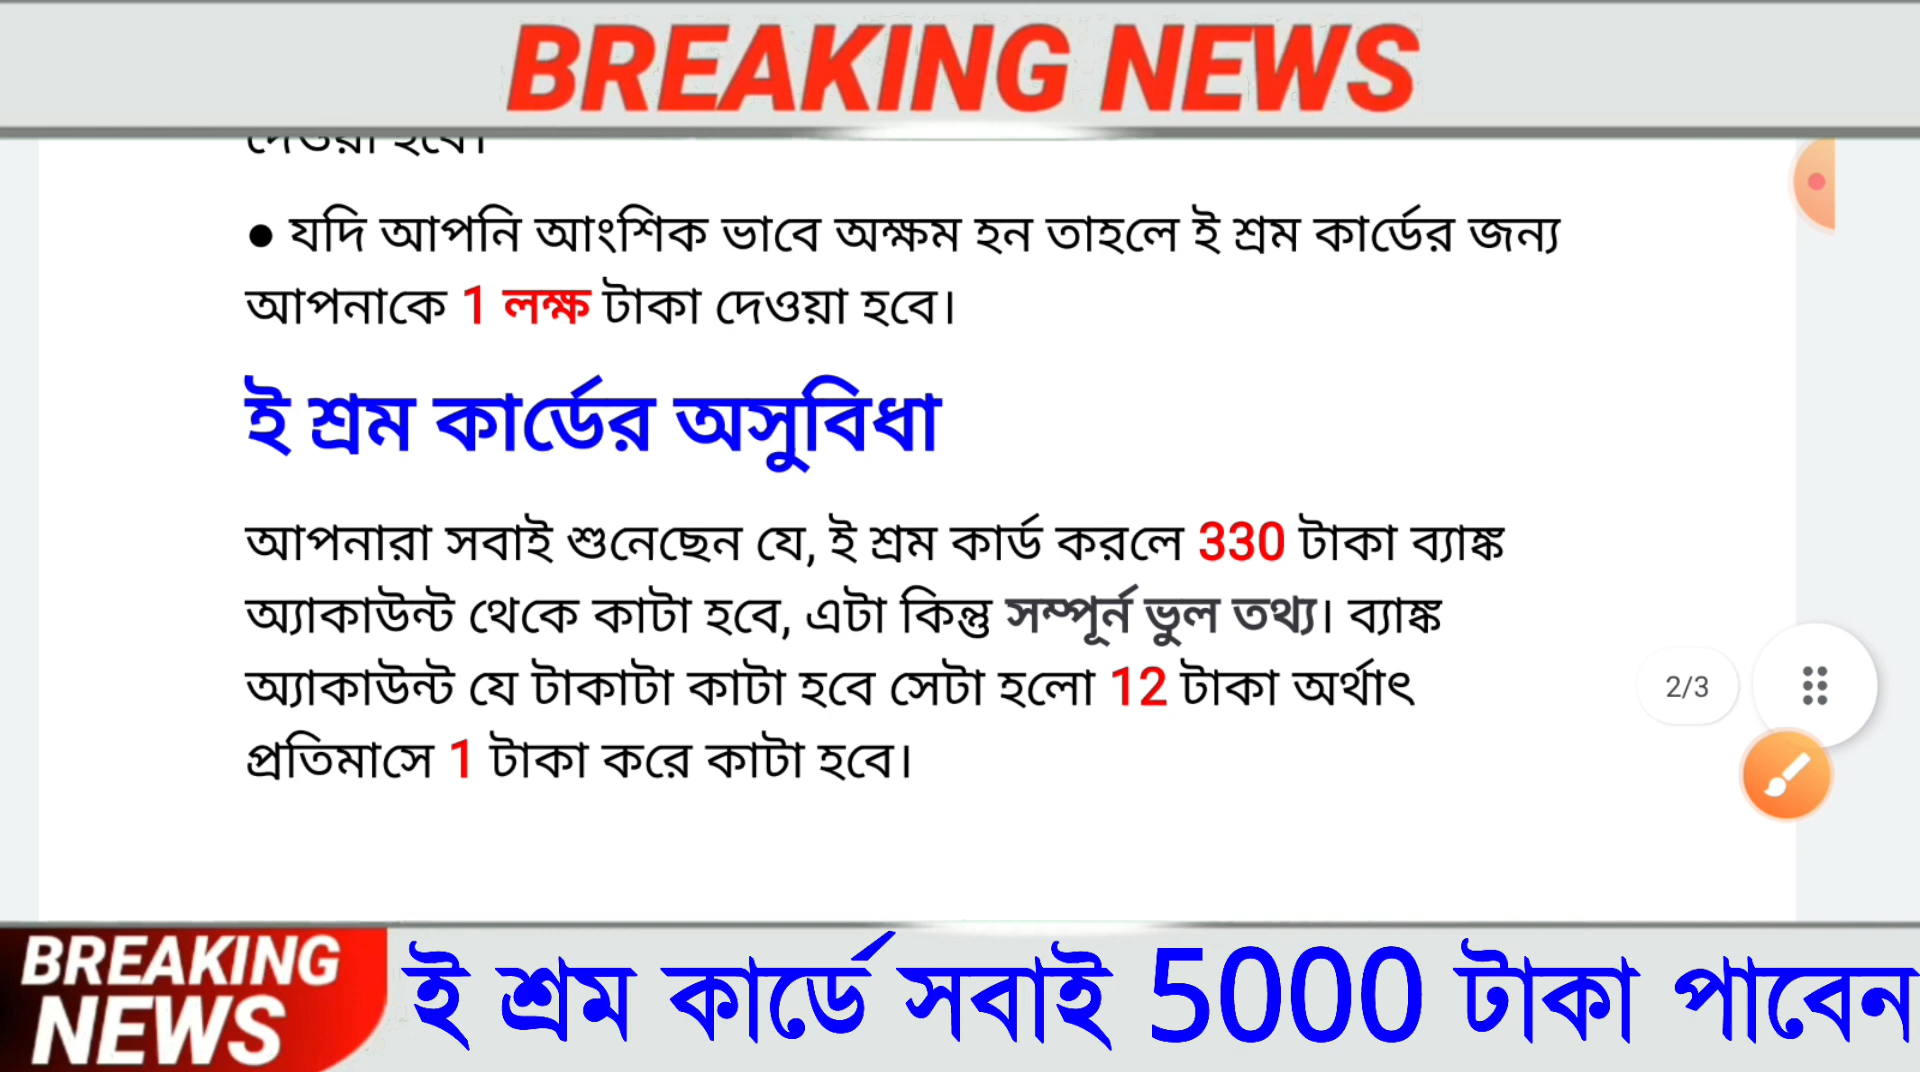 BREAKING NEWS
দেওয়া হবে।
● যদি আপনি আংশিক ভাবে অক্ষম হন তাহলে ই শ্রম কার্ডের জন্য
আপনাকে 1 লক্ষ টাকা দেওয়া হবে।
ই শ্রম কার্ডের অসুবিধা
আপনারা সবাই শুনেছেন যে, ই শ্রম কার্ড করলে 330 টাকা ব্যাঙ্ক
অ্যাকাউন্ট থেকে কাটা হবে, এটা কিন্তু সম্পূর্ন ভুল তথ্য। ব্যাঙ্ক
অ্যাকাউন্ট যে টাকাটা কাটা হবে সেটা হলো 12 টাকা অর্থাৎ
2/3
প্রতিমাসে 1 টাকা করে কাটা হবে।
BREAKING
NEWS
ই শ্রম কার্ডে সবাই 5000 টাকা পাবেন